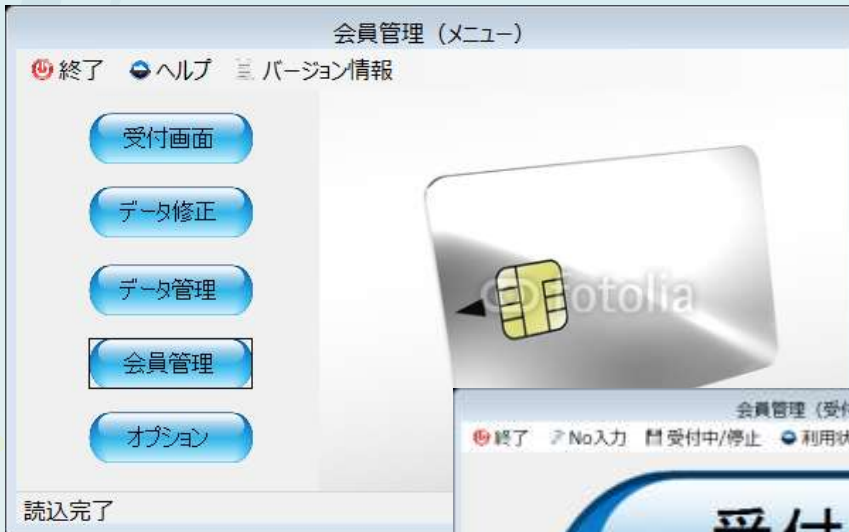 会員管理（メニュー）
終了 ヘルプ バージョン情報
受付画面
データ修正
データ管理
会員管理
オプション
読込完了
fotolia
会員管理（受付
終了 No入力 受付中/停止 利用状
受付